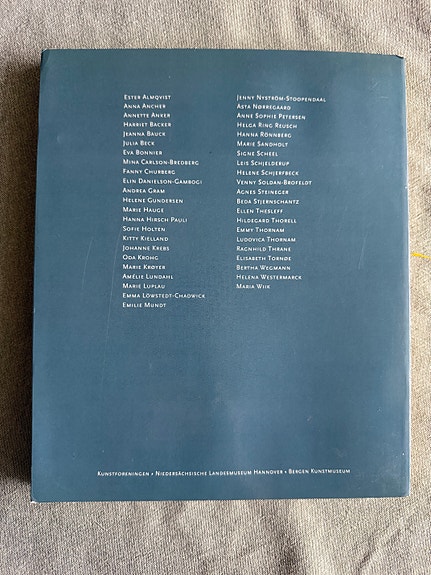 Ester Almqvist
Anna Ancher
Annette Anker
Harriet Backer
Jeanna Bauck
Julia Beck
Eva Bonnier
Mina Carlson-Bredberg
Fanny Churberg
Elin Danielson-Gambogi
Andrea Gram
Helene Gundersen
Marie Hauge
Hanna Hirsch Pauli
Sofie Holten
Kitty Kielland
Johanne Krebs
Oda Krohg
Marie Krøyer
Amélie Lundahl
Marie Luplau
Emma Löwstedt-Chadwick
Emilie Mundt
Jenny Nyström-Stoopendaal
Asta Nørregaard
Anne Sophie Petersen
Helga Ring Reusch
Hanna Rönnberg
Marie Sandholt
Signe Scheel
Leis Schjelderup
Helene Schjerfbeck
Venny Soldan-Brofeldt
Agnes Steineger
Beda Stjernschantz
Ellen Thesleff
Hildegard Thorell
Emmy Thornam
Ludovica Thornam
Ragnhild Thrane
Elisabeth Tornøe
Bertha Wegmann
Helena Westermarck
Maria Wiik
Kunstforeningen • Niedersächsische Landesmuseum Hannover • Bergen Kunstmuseum